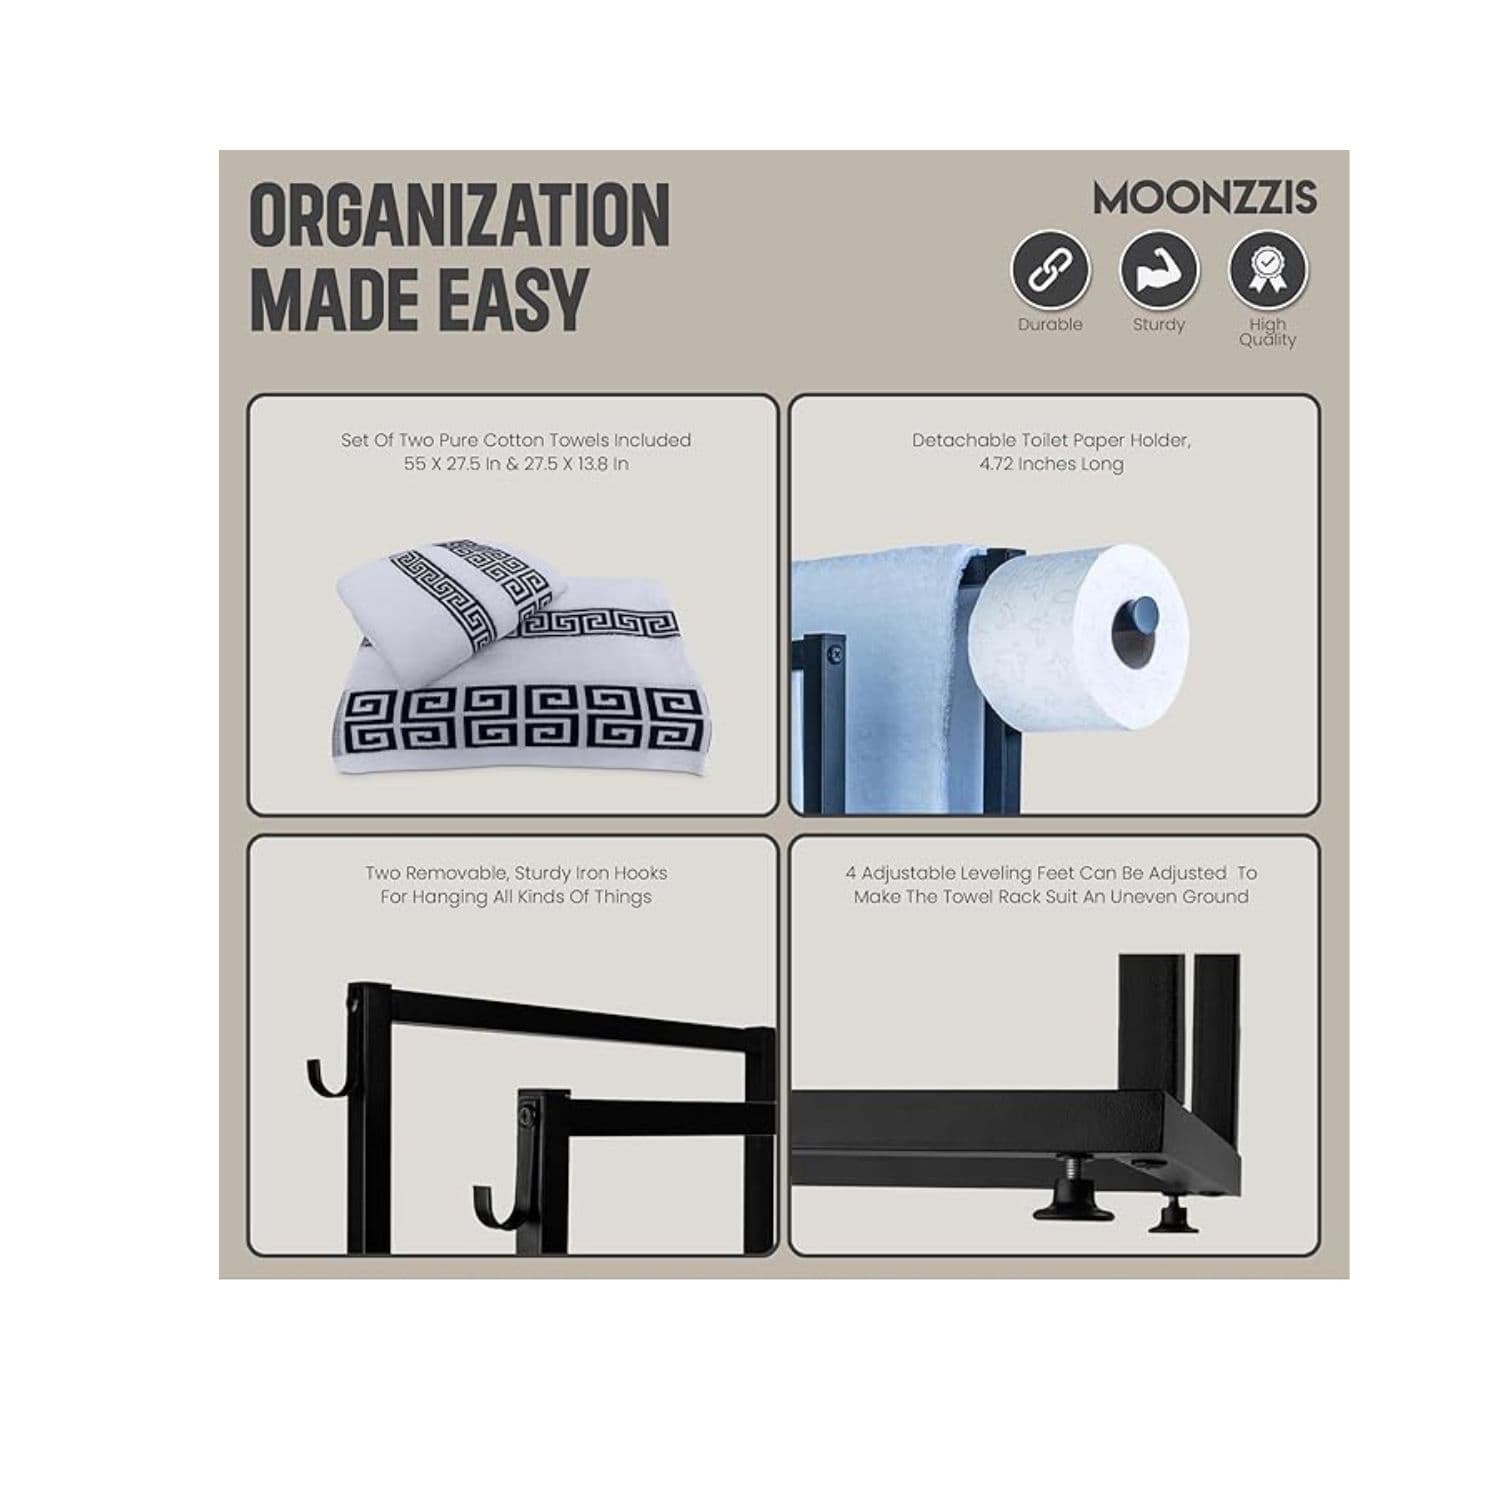 ORGANIZATION
MADE EASY
MOONZZIS
Durable
Sturdy
High
Quality
Set Of Two Pure Cotton Towels Included
55 X 27.5 In & 27.5 X 13.8 In
Detachable Toilet Paper Holder,
4.72 Inches Long
Two Removable, Sturdy Iron Hooks
For Hanging All Kinds Of Things
4 Adjustable Leveling Feet Can Be Adjusted To
Make The Towel Rack Suit An Uneven Ground